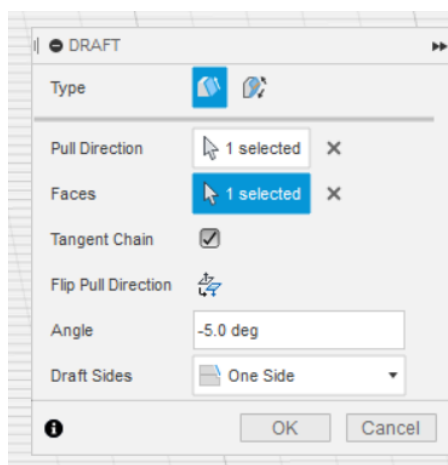 DRAFT
Type
Pull Direction 1 selected
Faces 1 selected
Tangent Chain
Flip Pull Direction
Angle -5.0 deg
Draft Sides One Side
OK Cancel